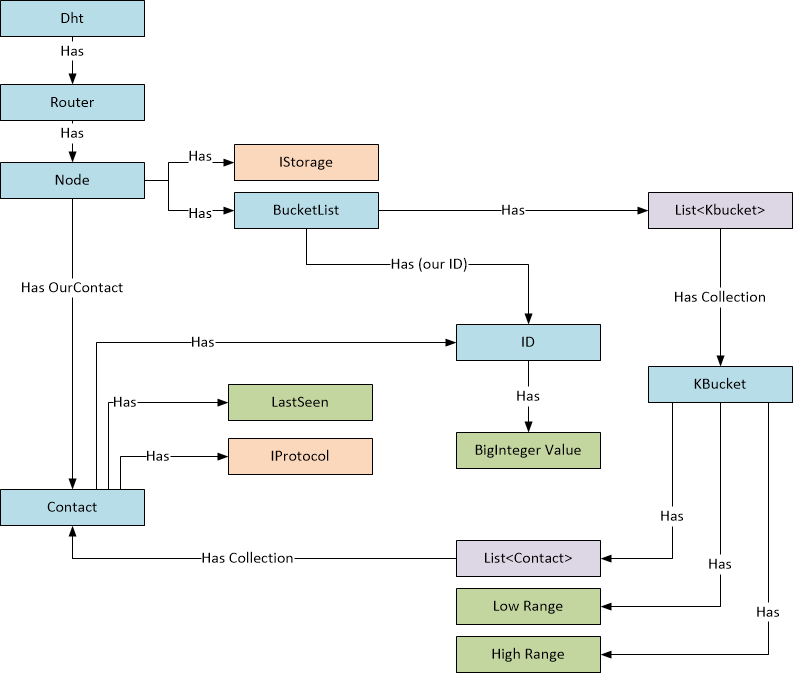 Dht
Has
Router
Has
Node
Has
IStorage
Has
BucketList
Has
List<Kbucket>
Has (our ID)
Has OurContact
Has Collection
Has
ID
KBucket
Has
LastSeen
Has
BigInteger Value
Has
IProtocol
Contact
Has
Has Collection
List<Contact>
Has
Low Range
Has
High Range